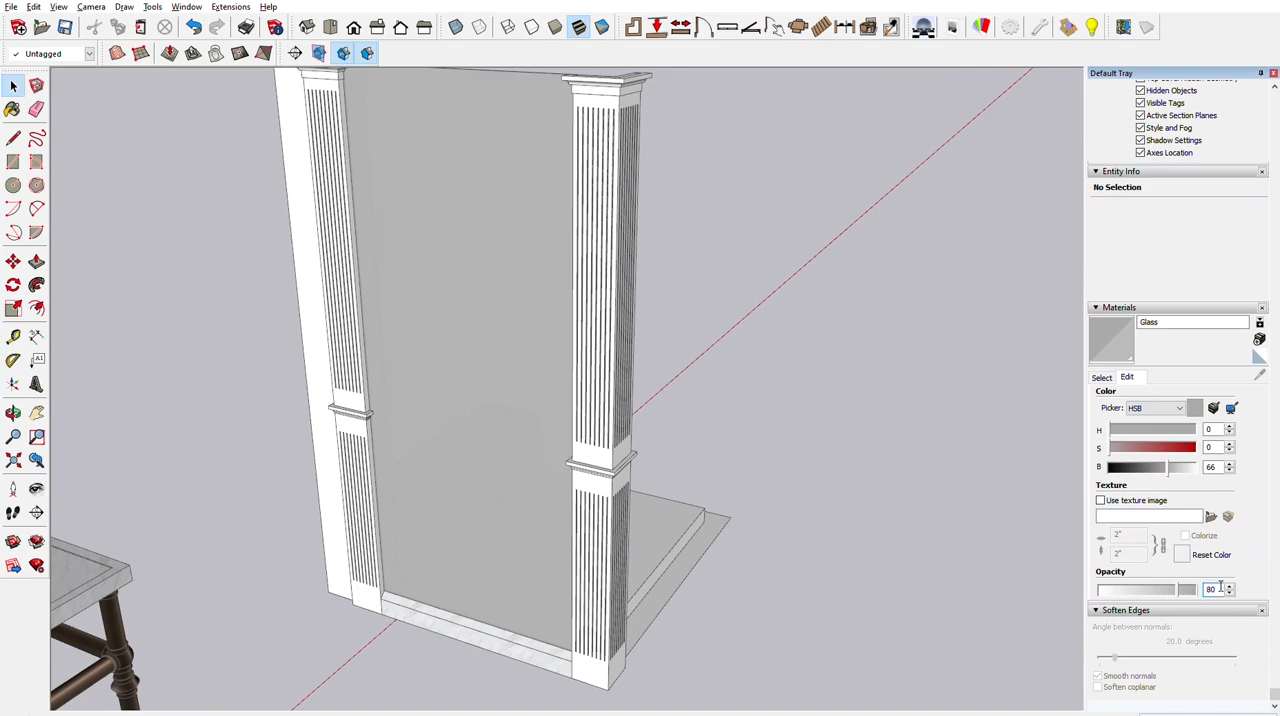 File Edit View Camera Draw Tools Window Extensions Help
Untagged
Default Tray
Hidden Objects
Visible Tags
Active Section Planes
Style and Fog
Shadow Settings
Axes Location
Entity Info
No Selection
Materials
Glass
Select Edit
Color
Picker: HSB
H 0
S 0
B 66
Texture
Use texture image
2"
Colorize
2"
Reset Color
Opacity
80
Soften Edges
Angle between normals:
20.0 degrees
Smooth normals
Soften coplanar